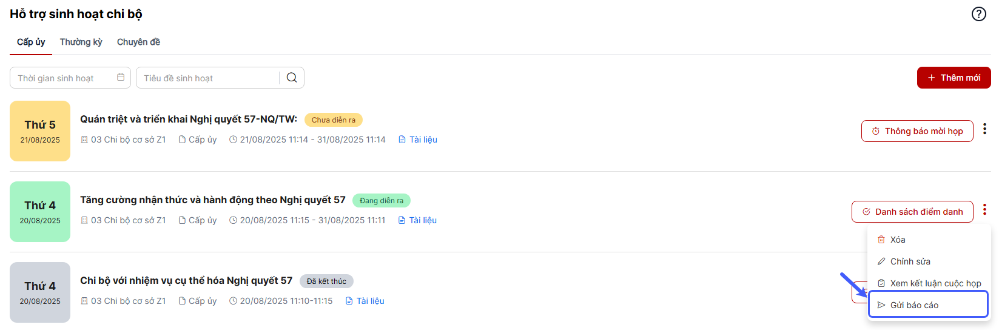 Hỗ trợ sinh hoạt chi bộ
Cấp ủy Thường kỳ Chuyên đề
Thời gian sinh hoạt Tiêu đề sinh hoạt + Thêm mới
Thứ 5
21/08/2025
Quán triệt và triển khai Nghị quyết 57-NQ/TW: Chưa diễn ra
03 Chi bộ cơ sở Z1 Cấp ủy 21/08/2025 11:14 - 31/08/2025 11:14 Tài liệu
Thông báo mời họp
Thứ 4
20/08/2025
Tăng cường nhận thức và hành động theo Nghị quyết 57 Đang diễn ra
03 Chi bộ cơ sở Z1 Cấp ủy 20/08/2025 11:15 - 31/08/2025 11:11 Tài liệu
Danh sách điểm danh
Xóa
Chỉnh sửa
Xem kết luận cuộc họp
Gửi báo cáo
Thứ 4
20/08/2025
Chi bộ với nhiệm vụ cụ thể hóa Nghị quyết 57 Đã kết thúc
03 Chi bộ cơ sở Z1 Cấp ủy 20/08/2025 11:10-11:15 Tài liệu